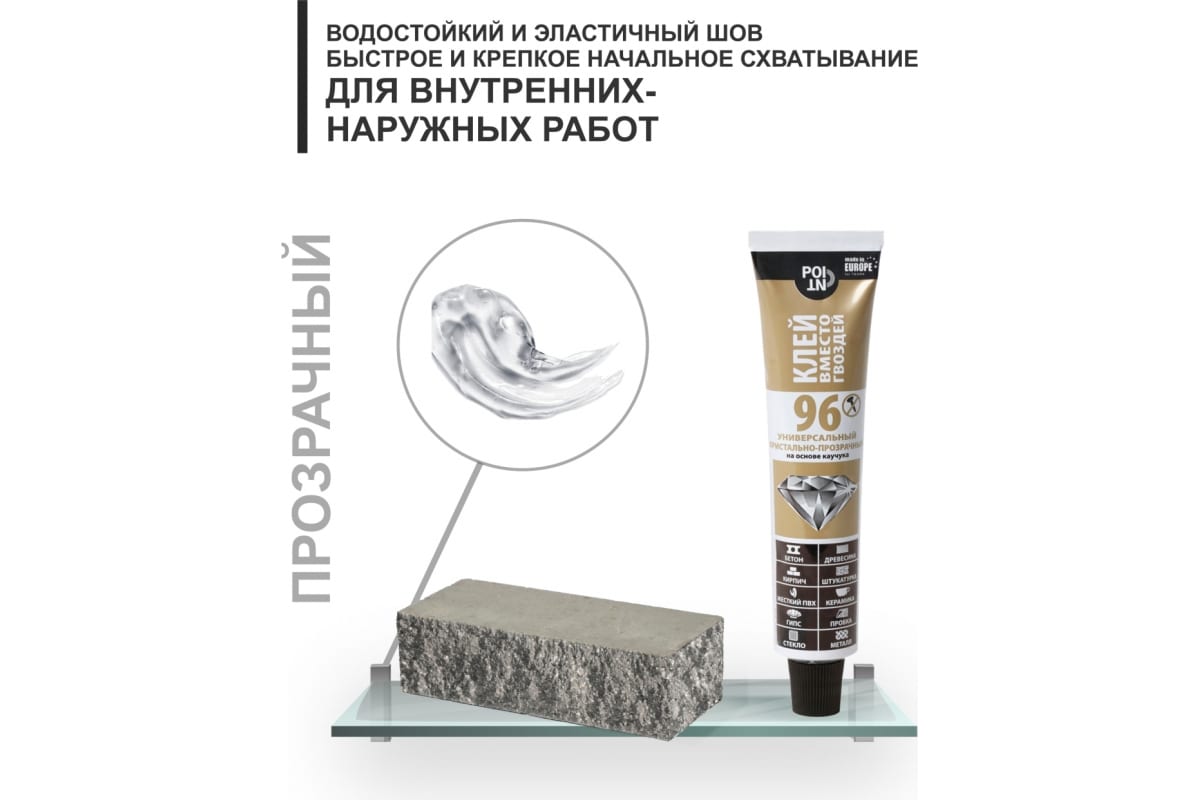 ВОДОСТОЙКИЙ И ЭЛАСТИЧНЫЙ ШОВ
БЫСТРОЕ И КРЕПКОЕ НАЧАЛЬНОЕ СХВАТЫВАНИЕ
ДЛЯ ВНУТРЕННИХ-
НАРУЖНЫХ РАБОТ
ПРОЗРАЧНЫЙ
POINT
made in
EUROPE
КЛЕЙ
ВМЕСТО
ГВОЗДЕЙ
96
УНИВЕРСАЛЬНЫЙ
КРИСТАЛЬНО-ПРОЗРАЧНЫЙ
на основе каучука
БЕТОН
ДРЕВЕСИНА
КИРПИЧ
ШТУКАТУРКА
ЖЕСТКИЙ ПВХ
КЕРАМИКА
ГИПС
ПРОБКА
СТЕКЛО
МЕТАЛЛ